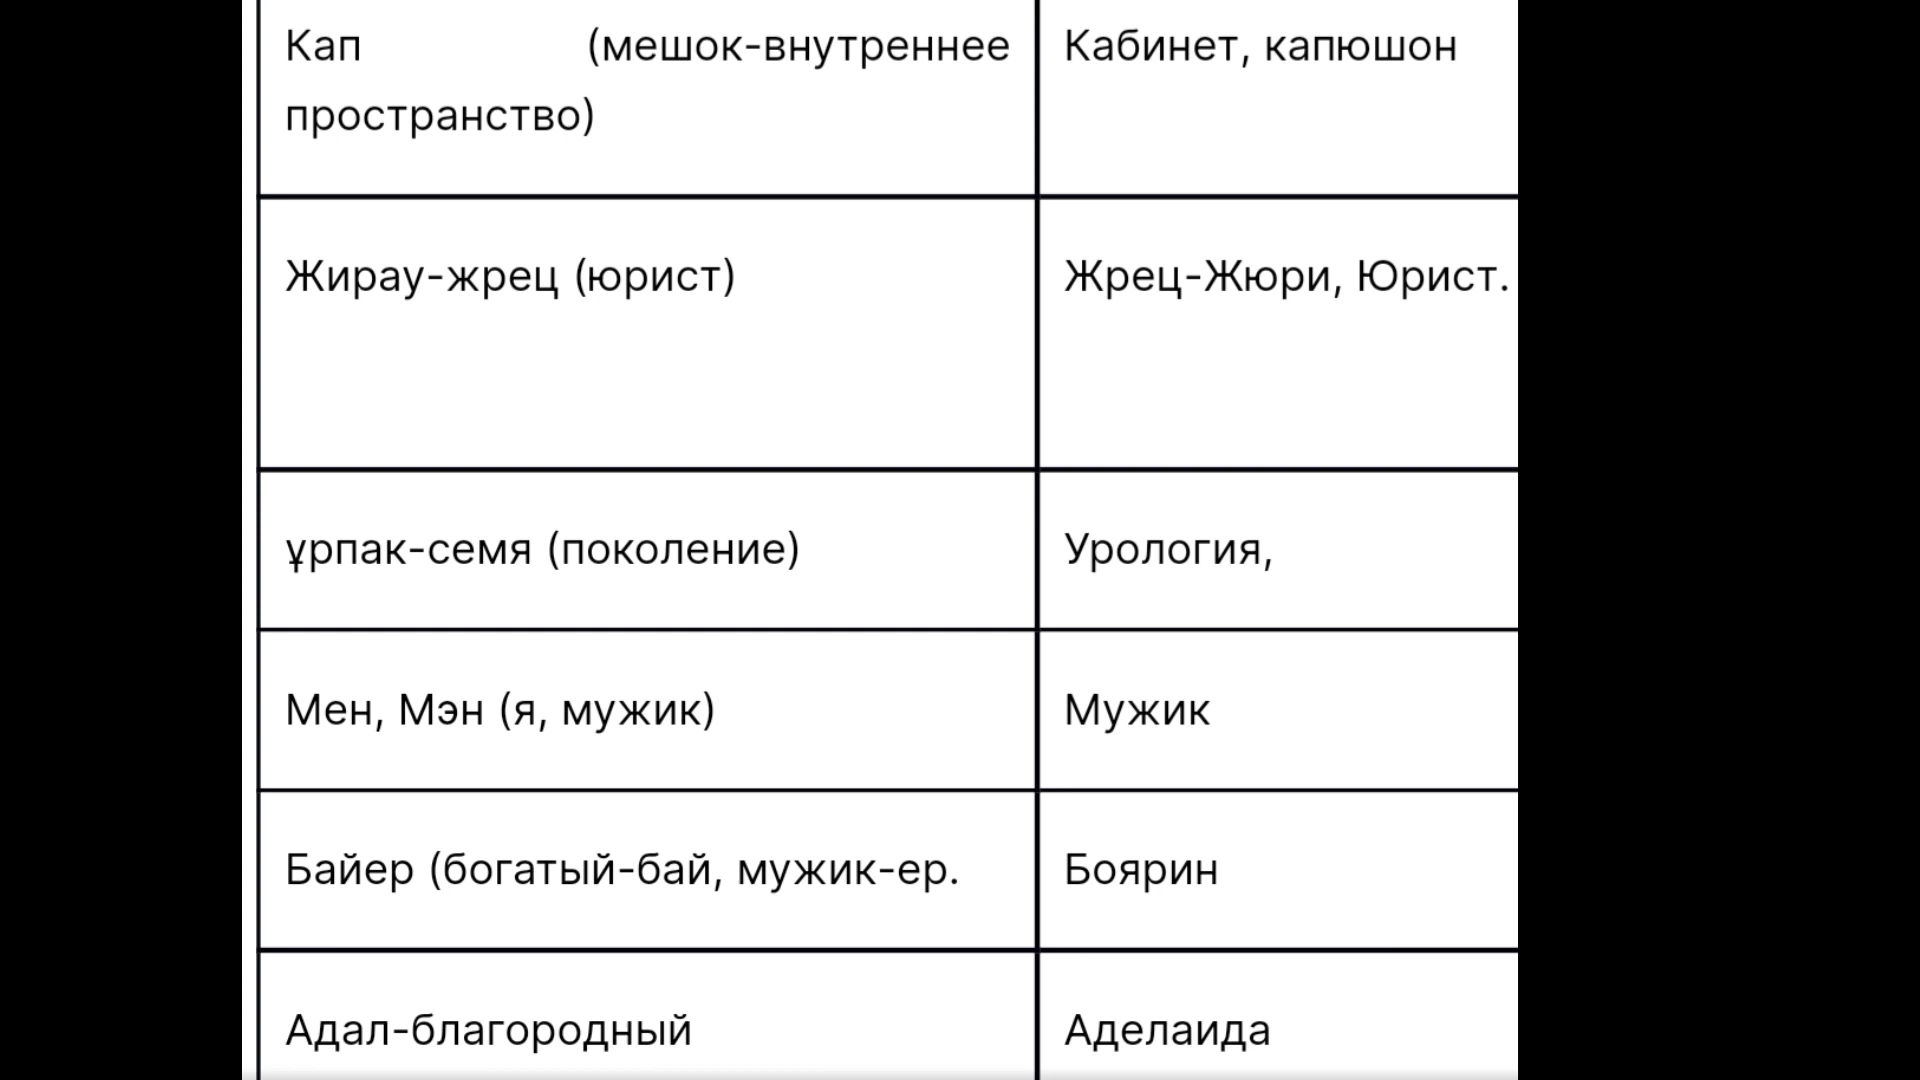 Кап (мешок-внутреннее
пространство)
Кабинет, капюшон
Жирау-жрец (юрист)
Жрец-Жюри, Юрист.
ұрпак-семя (поколение)
Урология,
Мен, Мэн (я, мужик)
Мужик
Байер (богатый-бай, мужик-ер.
Боярин
Адал-благородный
Аделаида